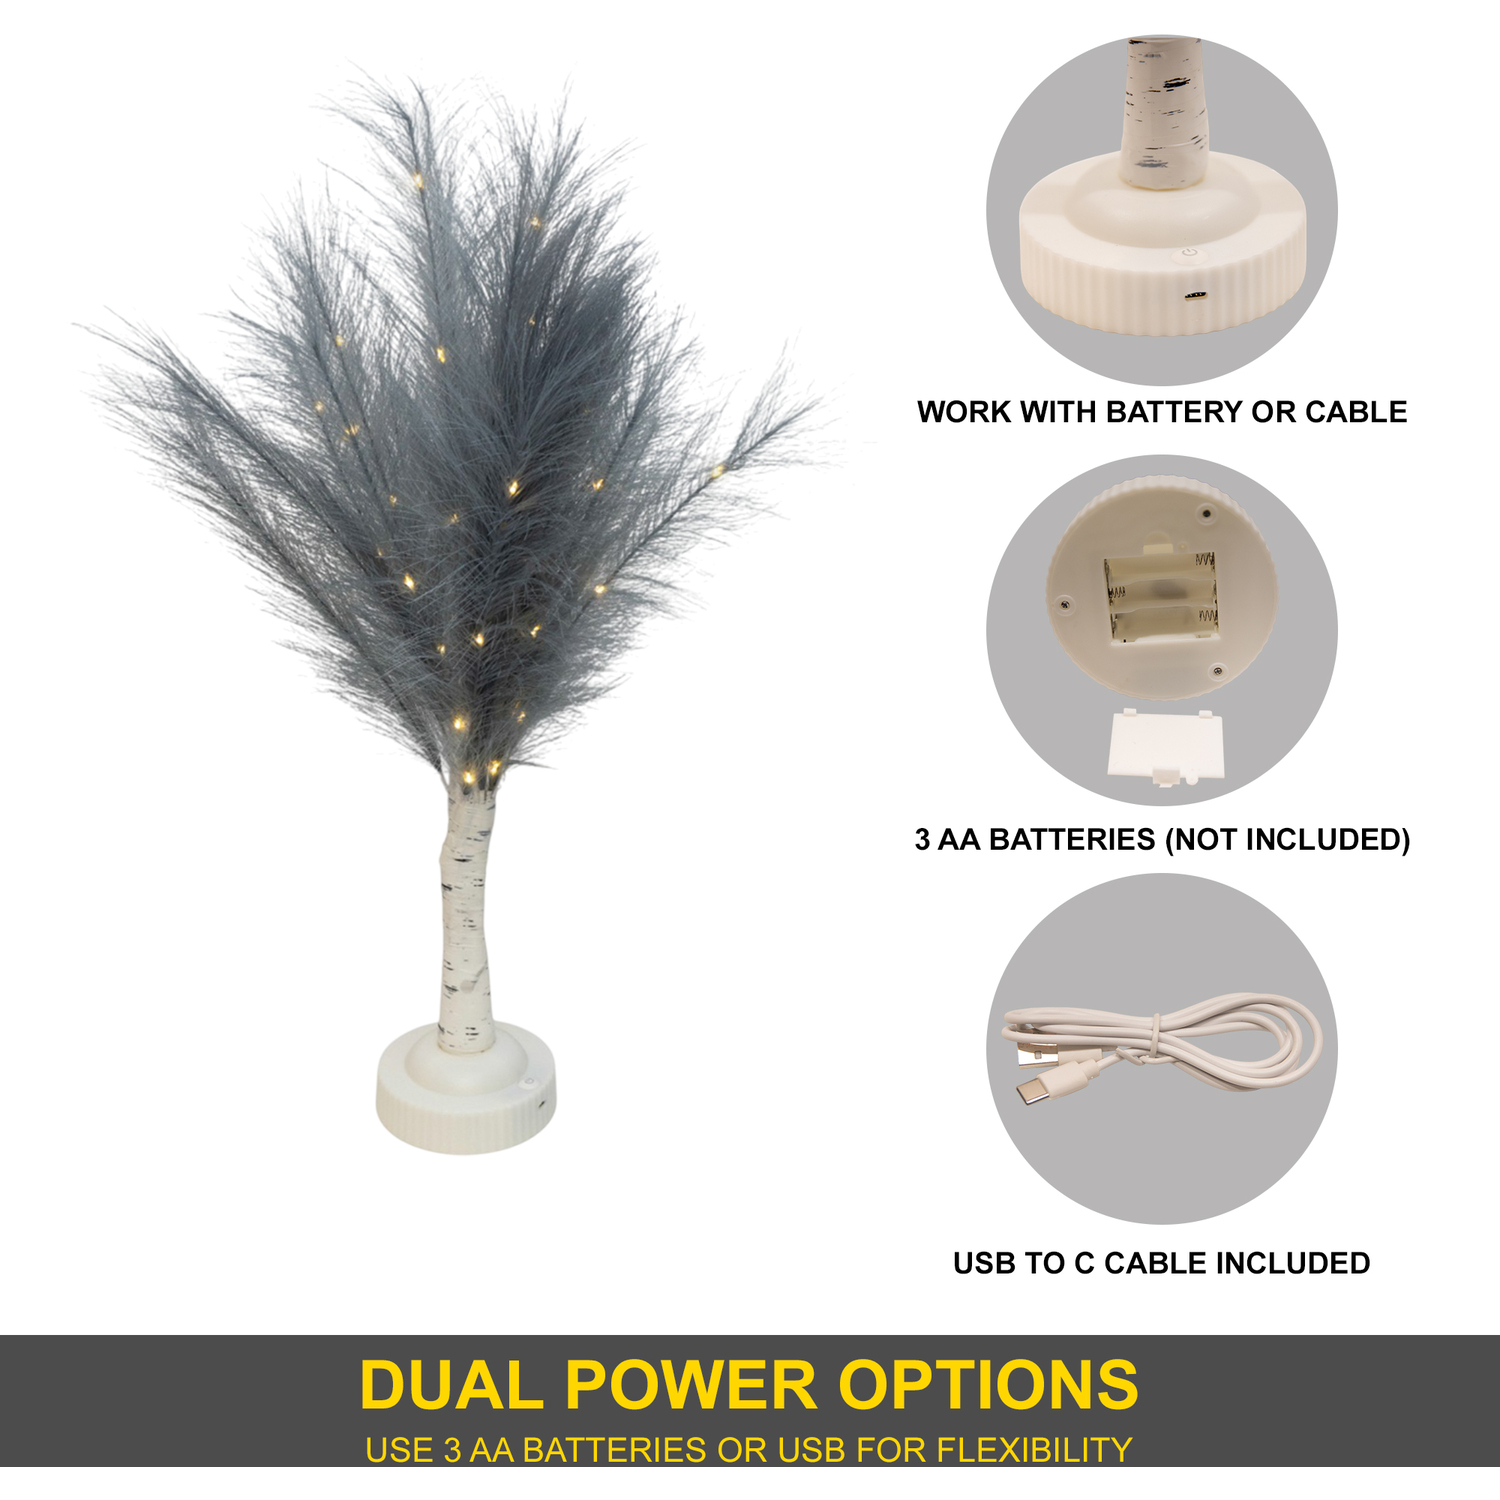 WORK WITH BATTERY OR CABLE
3 AA BATTERIES (NOT INCLUDED)
USB TO C CABLE INCLUDED
DUAL POWER OPTIONS
USE 3 AA BATTERIES OR USB FOR FLEXIBILITY